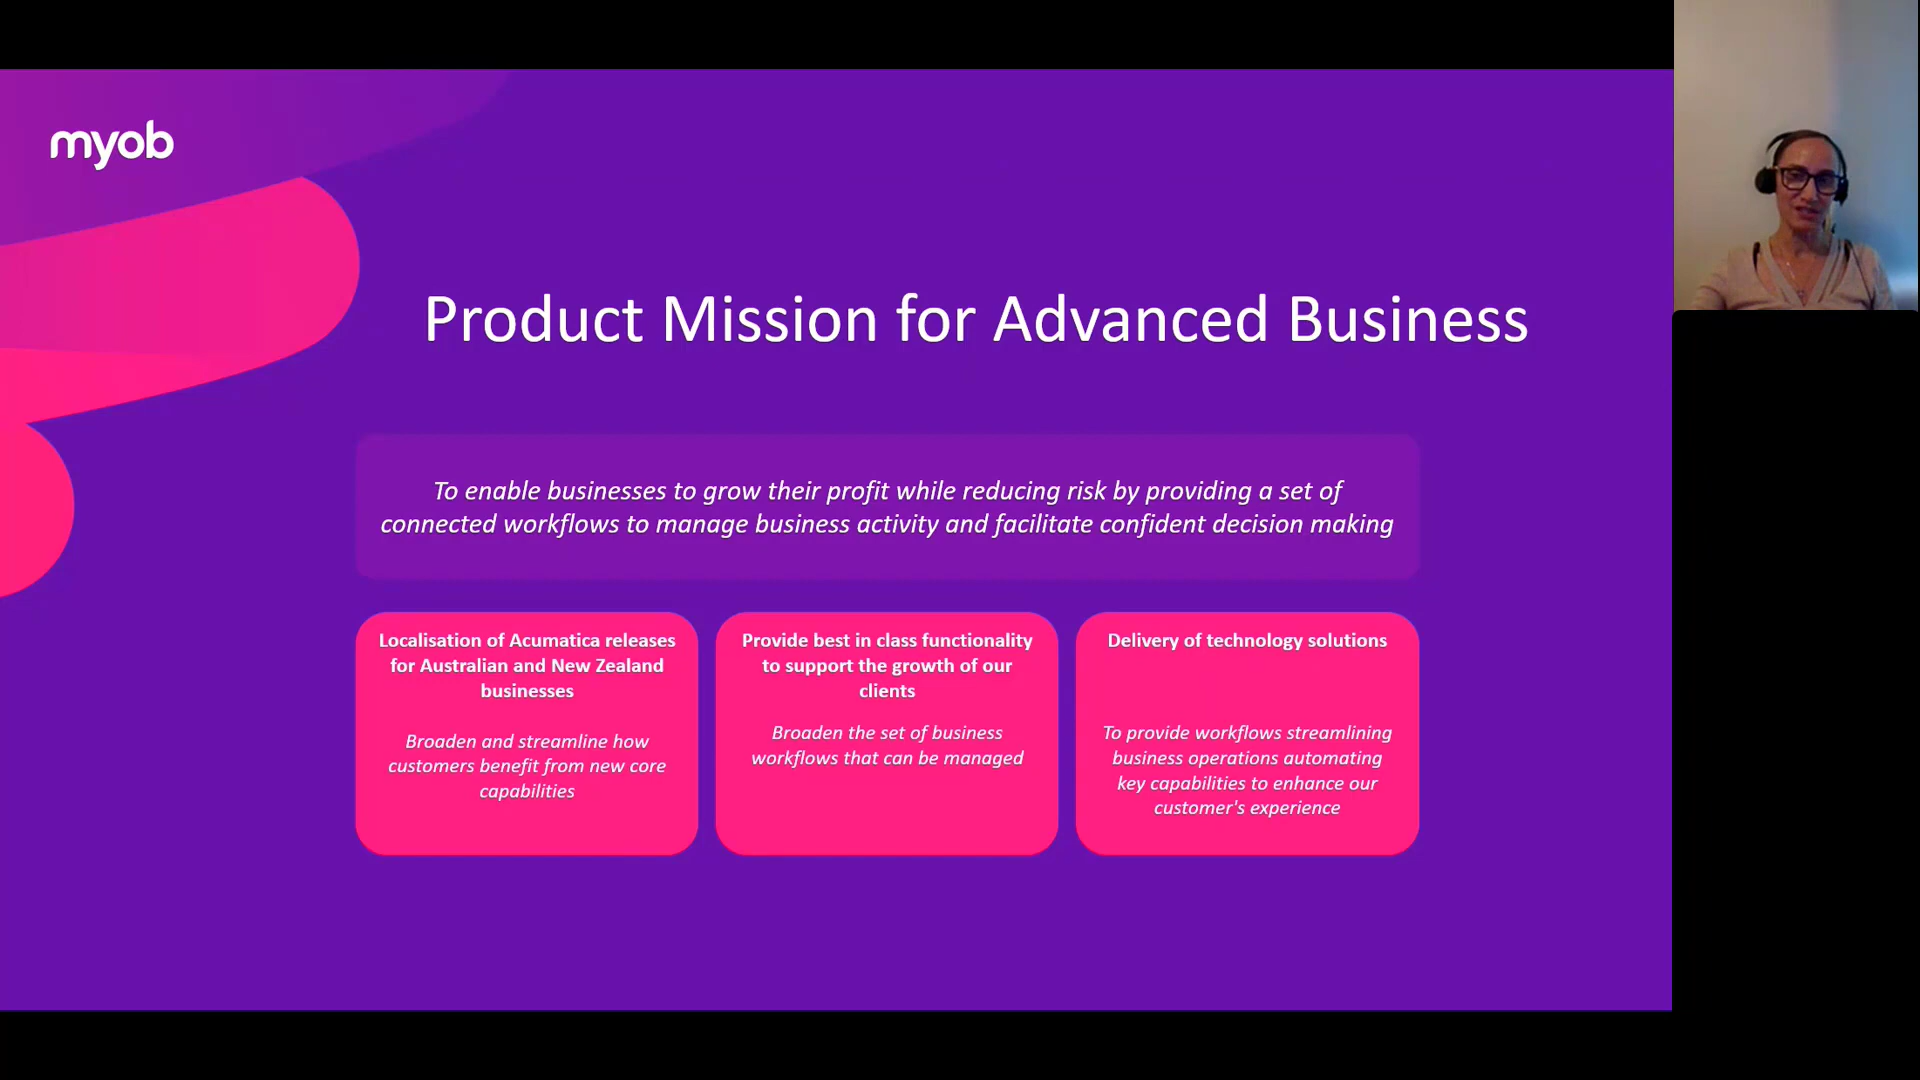 myob
Product Mission for Advanced Business
To enable businesses to grow their profit while reducing risk by providing a set of
connected workflows to manage business activity and facilitate confident decision making
Localisation of Acumatica releases
for Australian and New Zealand
businesses
Broaden and streamline how
customers benefit from new core
capabilities
Provide best in class functionality
to support the growth of our
clients
Broaden the set of business
workflows that can be managed
Delivery of technology solutions
To provide workflows streamlining
business operations automating
key capabilities to enhance our
customer's experience